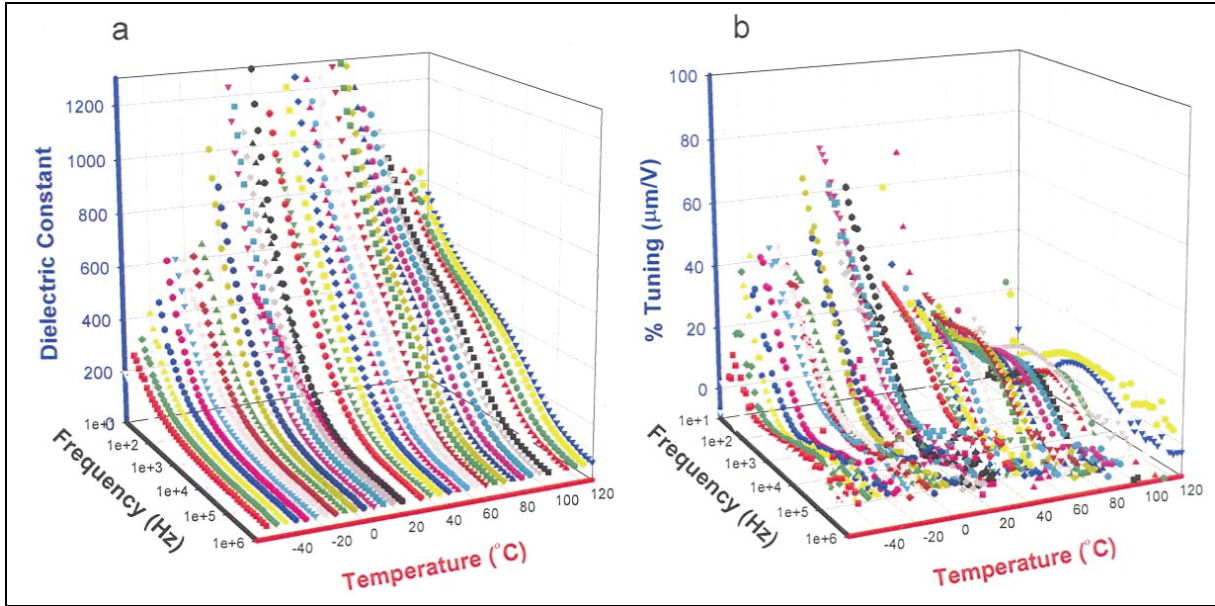 a
1200
1000
800
600
400
200
0
Dielectric Constant
1e+2
1e+3
1e+4
1e+5
1e+6
Frequency (Hz)
-40
-20
0
20
40
60
80
100
120
Temperature (°C)
b
100
80
60
40
20
0
% Tuning (μm/V)
1e+1
1e+2
1e+3
1e+4
1e+5
1e+6
Frequency (Hz)
-40
-20
0
20
40
60
80
100
120
Temperature (°C)